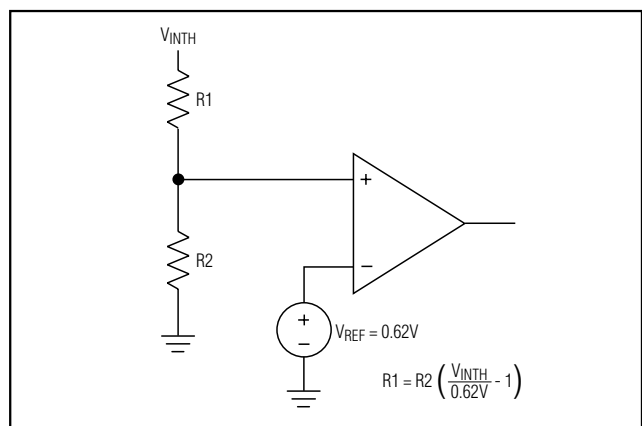 VINTH
R1
+
R2
−
+
−
VREF = 0.62V
R1 = R2 ( VINTH / 0.62V - 1 )